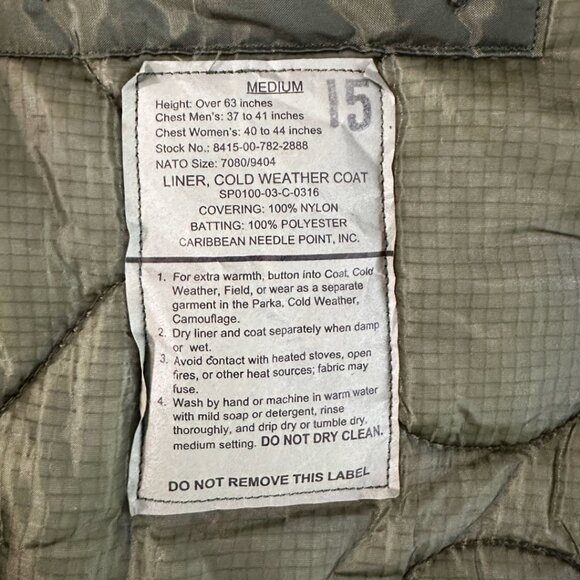 MEDIUM
15
Height: Over 63 inches
Chest Men's: 37 to 41 inches
Chest Women's: 40 to 44 inches
Stock No.: 8415-00-782-2888
NATO Size: 7080/9404
LINER, COLD WEATHER COAT
SP0100-03-C-0316
COVERING: 100% NYLON
BATTING: 100% POLYESTER
CARIBBEAN NEEDLE POINT, INC.
1. For extra warmth, button into Coat, Cold
Weather, Field, or wear as a separate
garment in the Parka, Cold Weather,
Camouflage.
2. Dry liner and coat separately when damp
or wet.
3. Avoid contact with heated stoves, open
fires, or other heat sources; fabric may
fuse.
4. Wash by hand or machine in warm water
with mild soap or detergent, rinse
thoroughly, and drip dry or tumble dry,
medium setting. DO NOT DRY CLEAN.
DO NOT REMOVE THIS LABEL